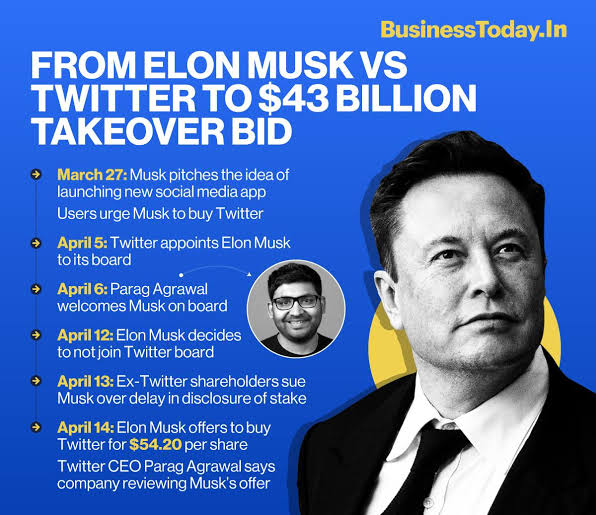 BusinessToday.In
FROM ELON MUSK VS
TWITTER TO $43 BILLION
TAKEOVER BID
March 27: Musk pitches the idea of
launching new social media app
Users urge Musk to buy Twitter
April 5: Twitter appoints Elon Musk
to its board
April 6: Parag Agrawal
welcomes Musk on board
April 12: Elon Musk decides
to not join Twitter board
April 13: Ex-Twitter shareholders sue
Musk over delay in disclosure of stake
April 14: Elon Musk offers to buy
Twitter for $54.20 per share
Twitter CEO Parag Agrawal says
company reviewing Musk's offer